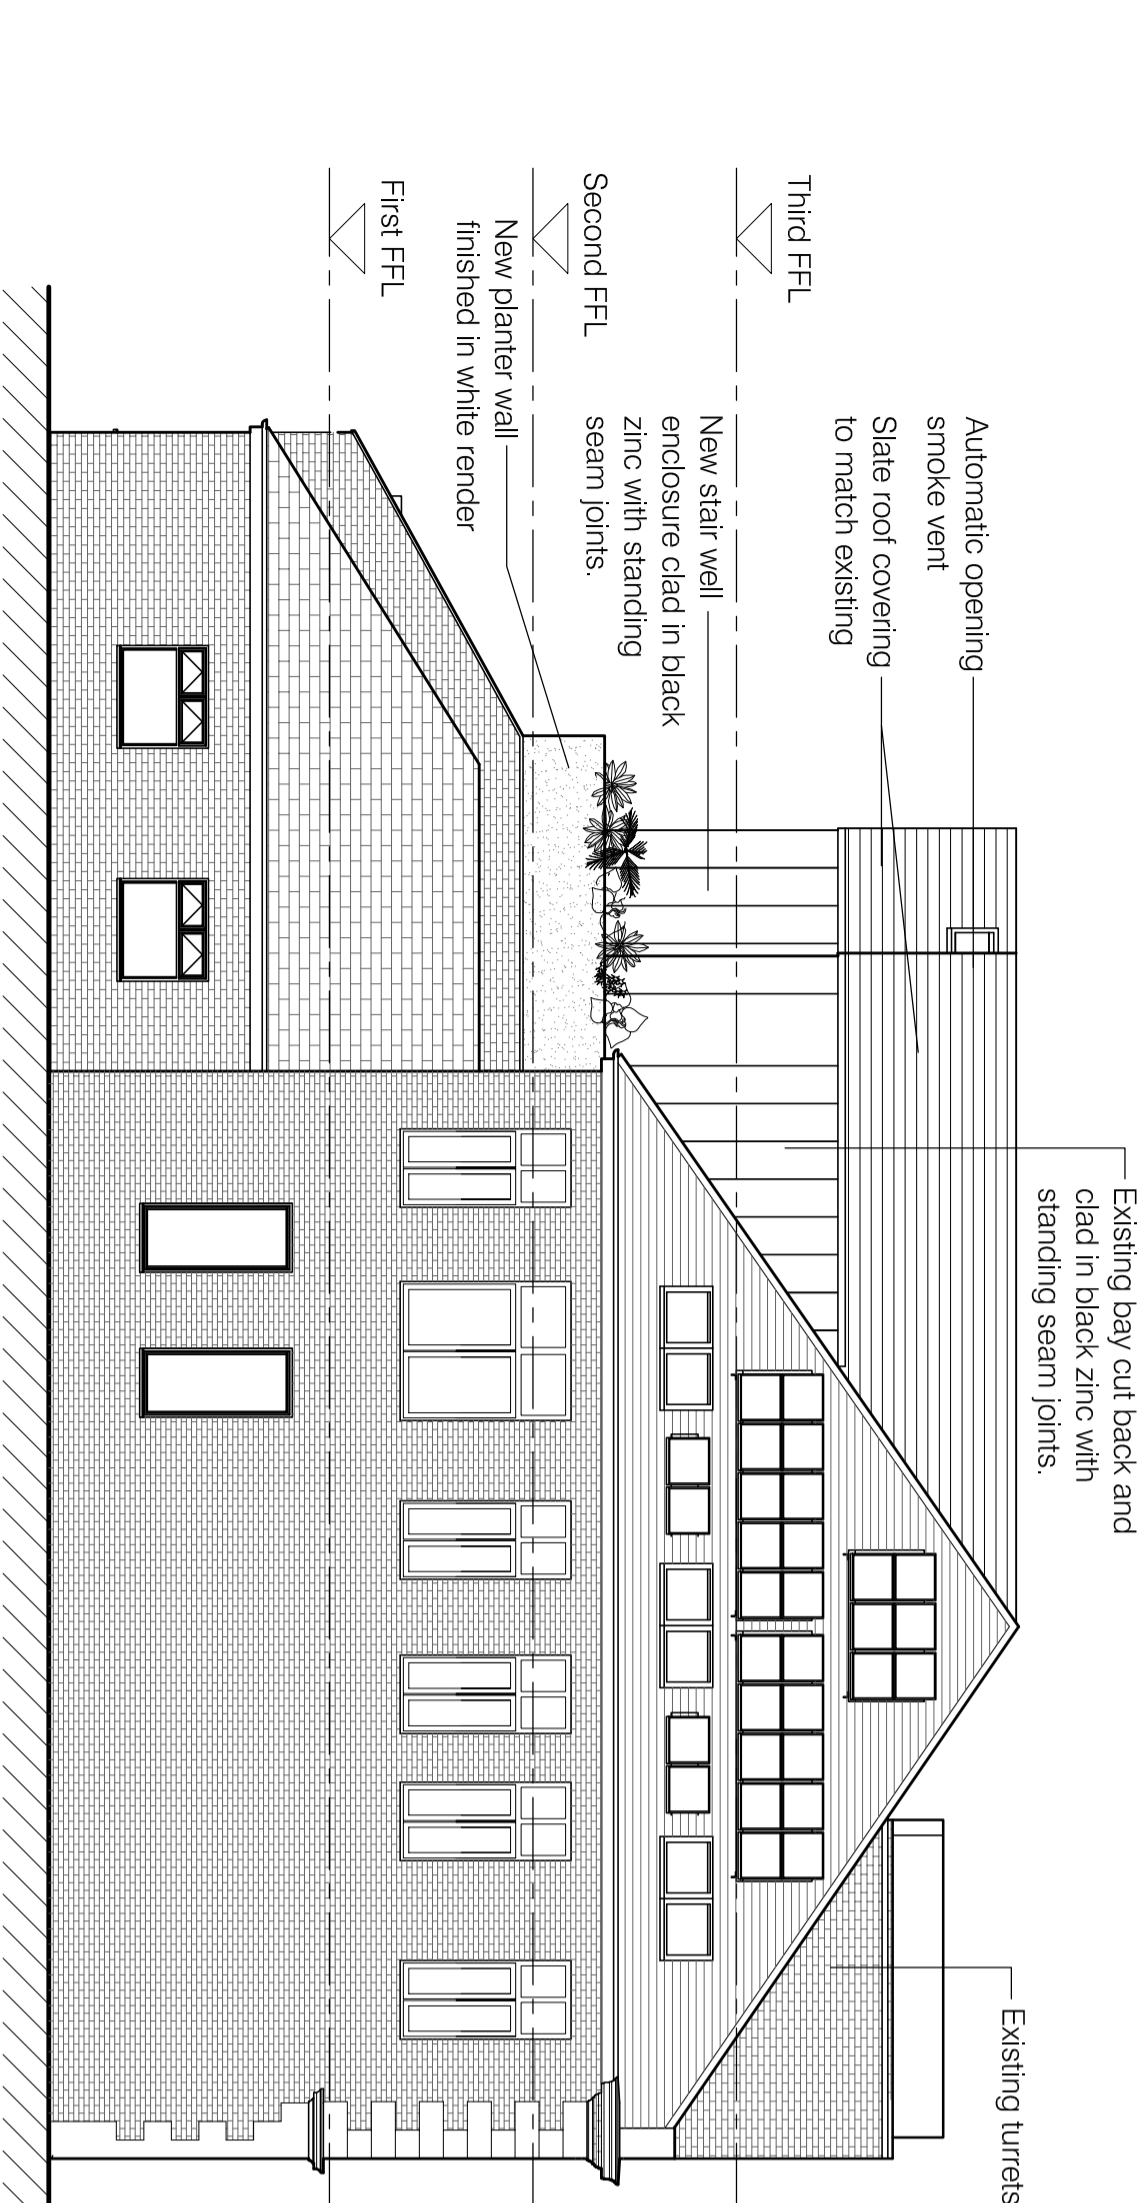 Automatic opening
smoke vent
Slate roof covering
to match existing
Third FFL
New stair well
enclosure clad in black
zinc with standing
seam joints.
Second FFL
New planter wall
finished in white render
First FFL
Existing bay cut back and
clad in black zinc with
standing seam joints.
Existing turrets